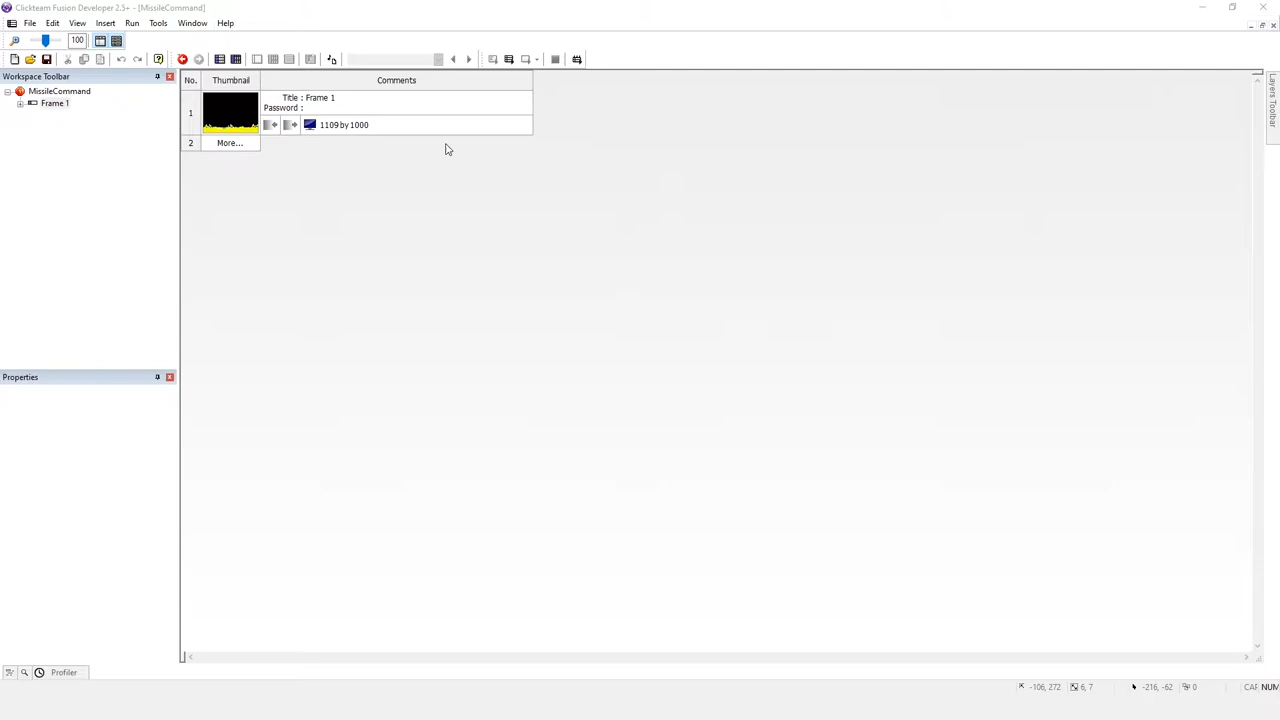 Clickteam Fusion Developer 2.5+ - [MissileCommand]
File Edit View Insert Run Tools Window Help
100
Workspace Toolbar
MissileCommand
Frame 1
No. Thumbnail Comments
1
Title : Frame 1
Password :
1109 by 1000
2 More...
Layers Toolbar
Properties
Profiler
-106, 272 6, 7 -216, -62 0 CAP NUM